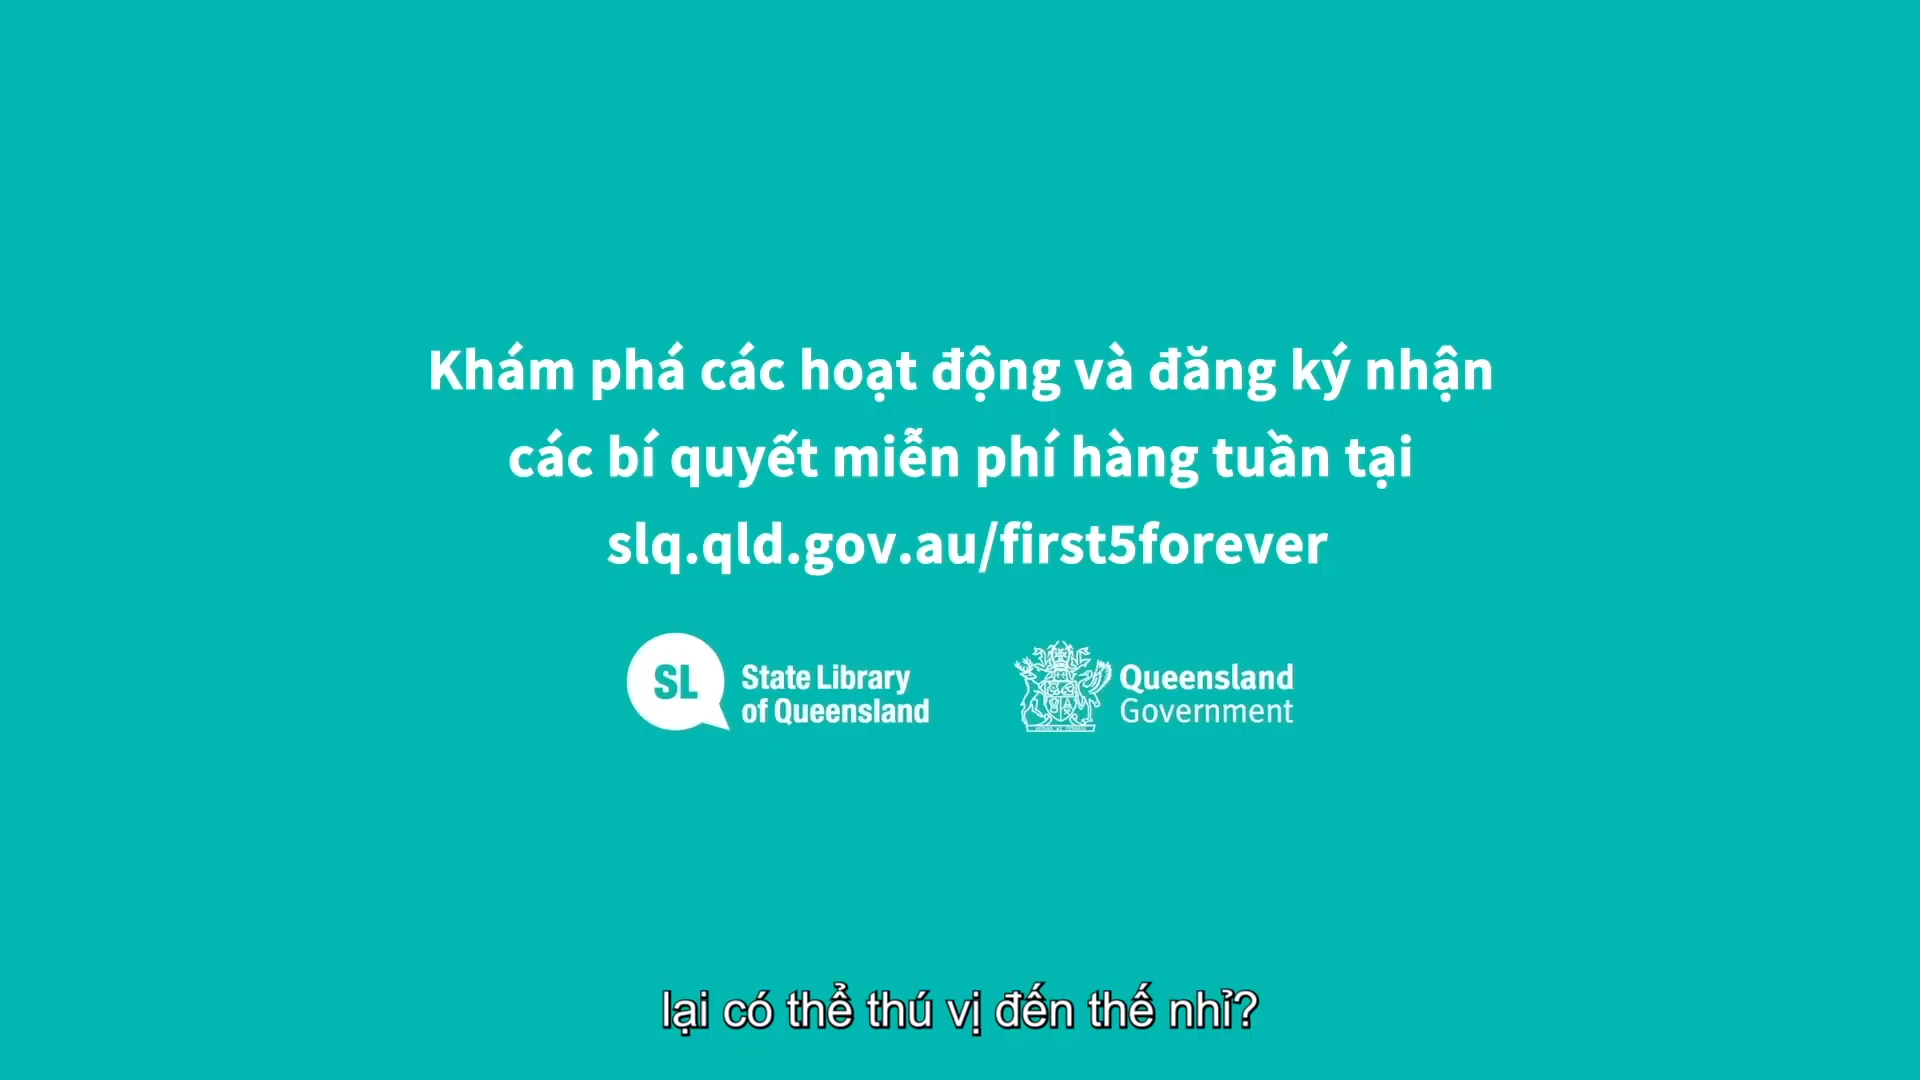 Khám phá các hoạt động và đăng ký nhận
các bí quyết miễn phí hàng tuần tại
slq.qld.gov.au/first5forever
SL
State Library
of Queensland
Queensland
Government
lại có thể thú vị đến thế nhỉ?